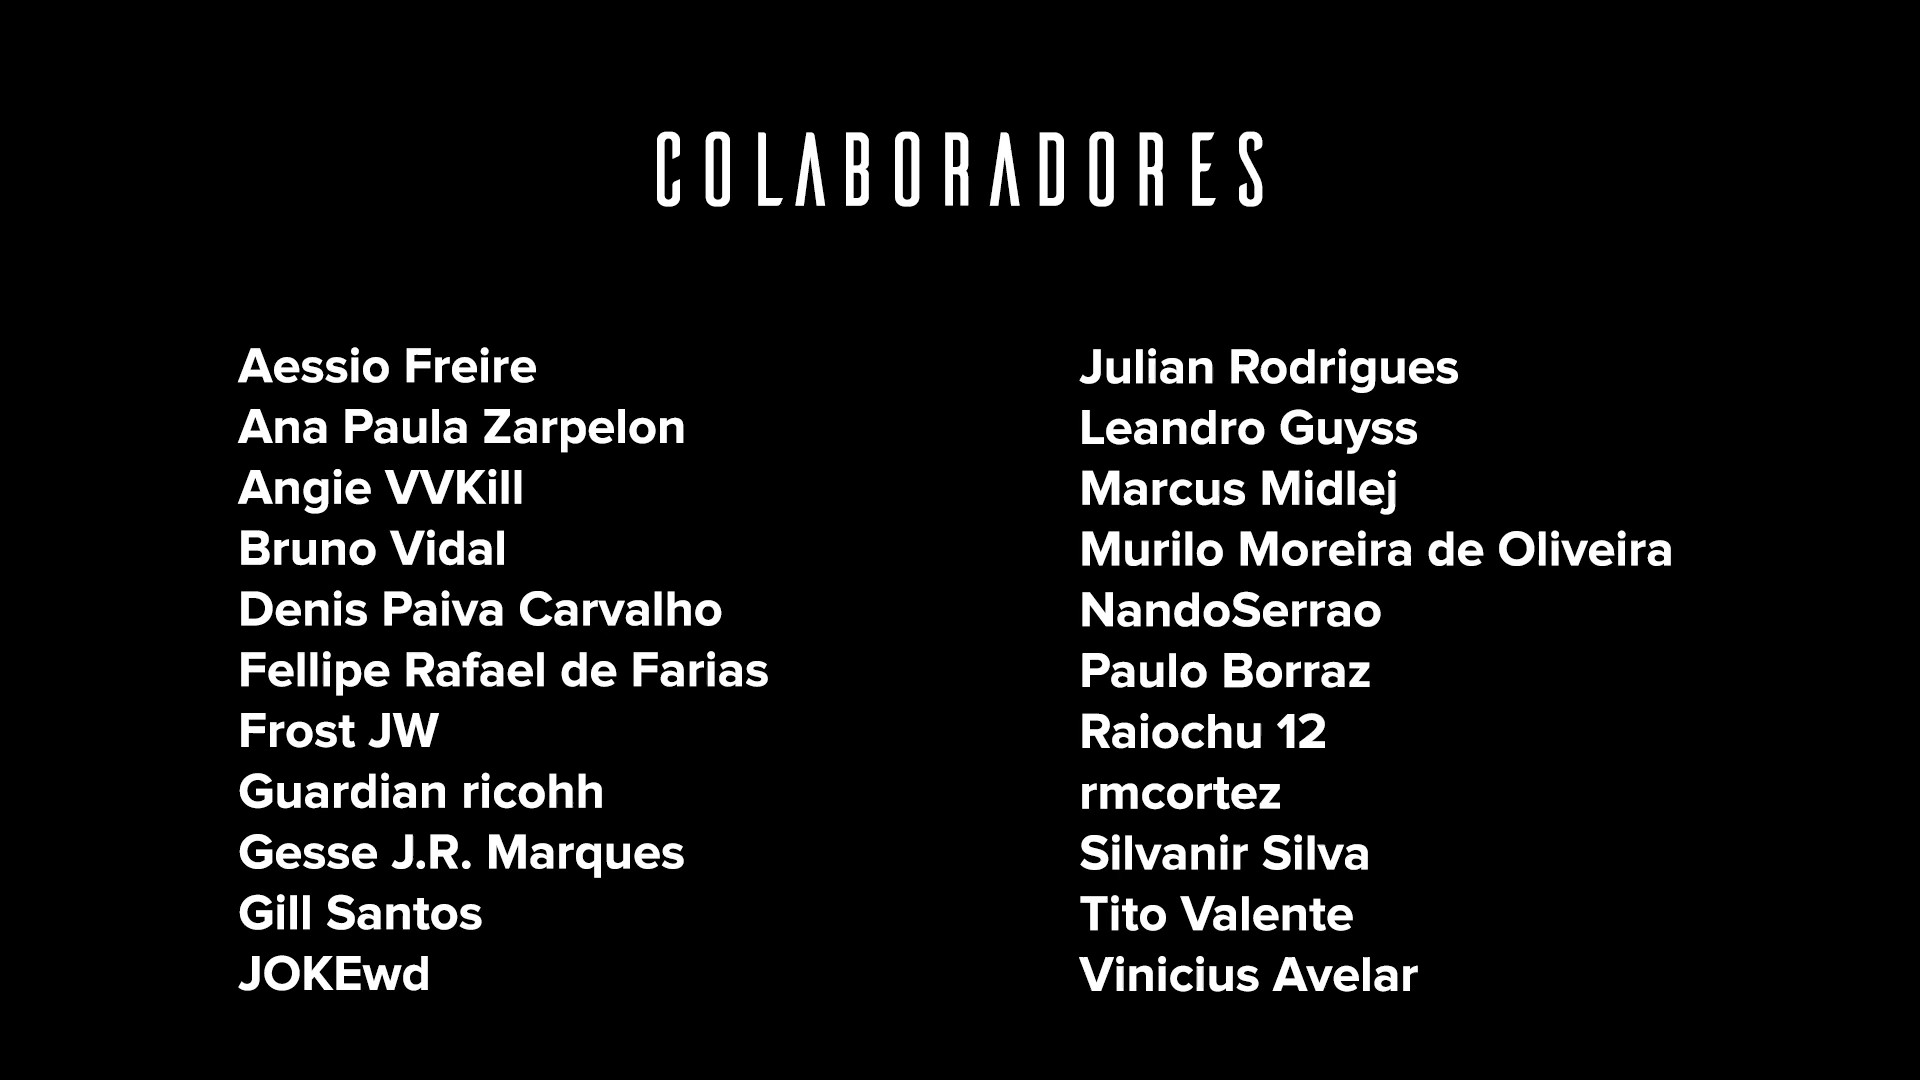 COLABORADORES
Aessio Freire
Ana Paula Zarpelon
Angie VVKill
Bruno Vidal
Denis Paiva Carvalho
Fellipe Rafael de Farias
Frost JW
Guardian ricohh
Gesse J.R. Marques
Gill Santos
JOKEwd
Julian Rodrigues
Leandro Guyss
Marcus Midlej
Murilo Moreira de Oliveira
NandoSerrao
Paulo Borraz
Raiochu 12
rmcortez
Silvanir Silva
Tito Valente
Vinicius Avelar